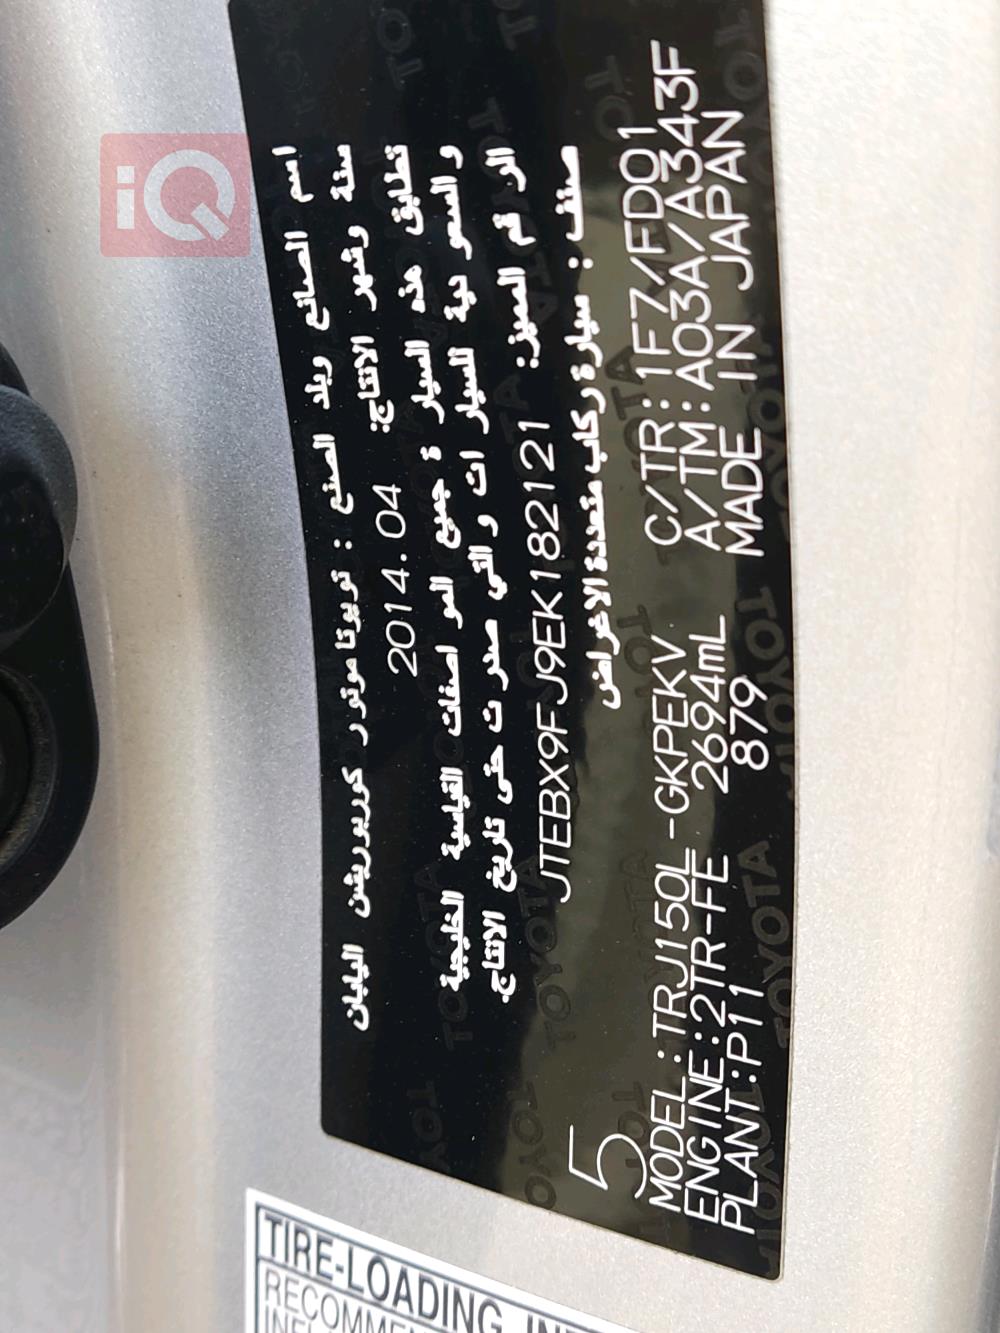 iQ
اسم الصانع وبلد الصنع : تويوتا موتور كوربوريشن اليابان
سنة وشهر الانتاج: 2014.04
تطابق هذه السيارة جميع المواصفات القياسية الخليجية
والسعودية للسيارات والتي صدرت حتى تاريخ الانتاج.
الرقم المميز: JTEBX9FJ9EK182121
صنف : سيارة ركاب متعددة الاغراض
5
MODEL:TRJ150L-GKPEKV C/TR:1F7/FD01
ENGINE:2TR-FE 2694mL A/TM:A03A/A343F
PLANT:P11 879 MADE IN JAPAN
TIRE-LOADING